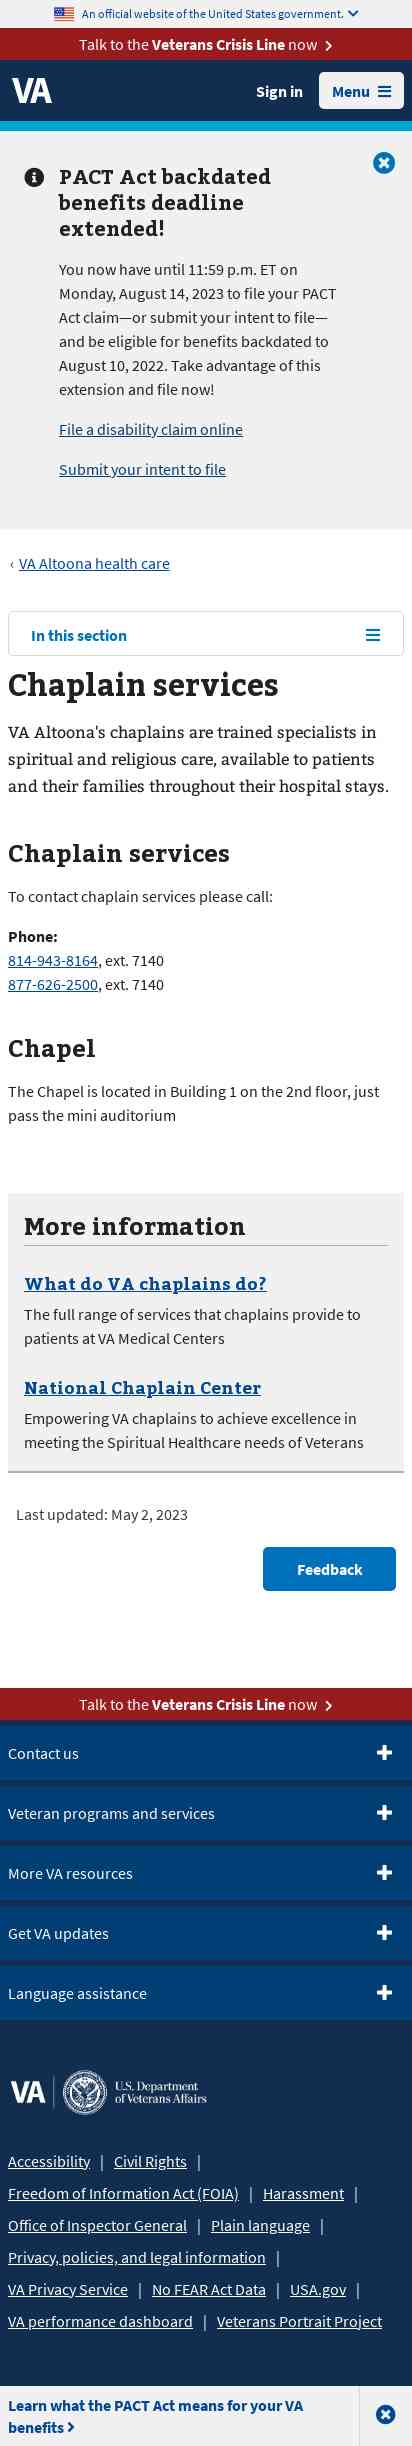 An official website of the United States government.
Talk to the Veterans Crisis Line now
VA
Sign in
Menu
PACT Act backdated
benefits deadline
extended!
You now have until 11:59 p.m. ET on
Monday, August 14, 2023 to file your PACT
Act claim—or submit your intent to file—
and be eligible for benefits backdated to
August 10, 2022. Take advantage of this
extension and file now!
File a disability claim online
Submit your intent to file
‹ VA Altoona health care
In this section
Chaplain services
VA Altoona's chaplains are trained specialists in
spiritual and religious care, available to patients
and their families throughout their hospital stays.
Chaplain services
To contact chaplain services please call:
Phone:
814-943-8164, ext. 7140
877-626-2500, ext. 7140
Chapel
The Chapel is located in Building 1 on the 2nd floor, just
pass the mini auditorium
More information
What do VA chaplains do?
The full range of services that chaplains provide to
patients at VA Medical Centers
National Chaplain Center
Empowering VA chaplains to achieve excellence in
meeting the Spiritual Healthcare needs of Veterans
Last updated: May 2, 2023
Feedback
Talk to the Veterans Crisis Line now
Contact us
Veteran programs and services
More VA resources
Get VA updates
Language assistance
VA
U.S. Department
of Veterans Affairs
Accessibility | Civil Rights |
Freedom of Information Act (FOIA) | Harassment |
Office of Inspector General | Plain language |
Privacy, policies, and legal information |
VA Privacy Service | No FEAR Act Data | USA.gov |
VA performance dashboard | Veterans Portrait Project
Learn what the PACT Act means for your VA
benefits